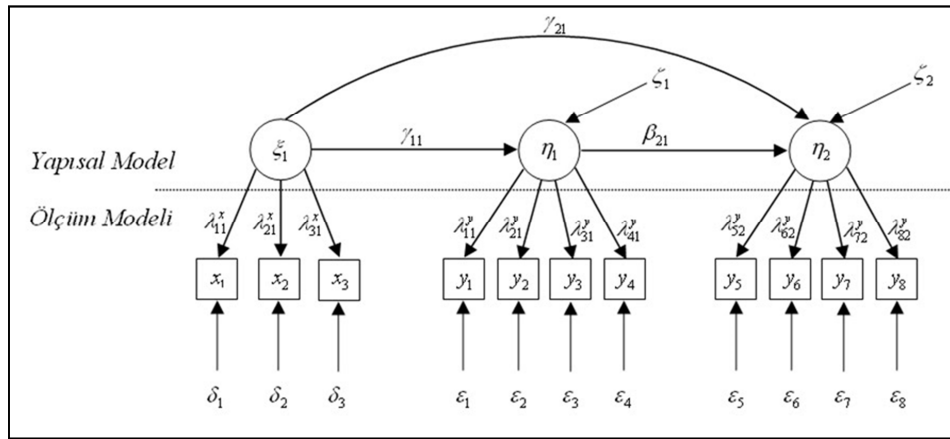 γ₂₁
ζ₁ ζ₂
Yapısal Model ξ₁ γ₁₁ η₁ β₂₁ η₂
Ölçüm Modeli λ₁₁ˣ λ₂₁ˣ λ₃₁ˣ λ₁₁ʸ λ₂₁ʸ λ₃₁ʸ λ₄₁ʸ λ₅₂ʸ λ₆₂ʸ λ₇₂ʸ λ₈₂ʸ
x₁ x₂ x₃ y₁ y₂ y₃ y₄ y₅ y₆ y₇ y₈
δ₁ δ₂ δ₃ ε₁ ε₂ ε₃ ε₄ ε₅ ε₆ ε₇ ε₈